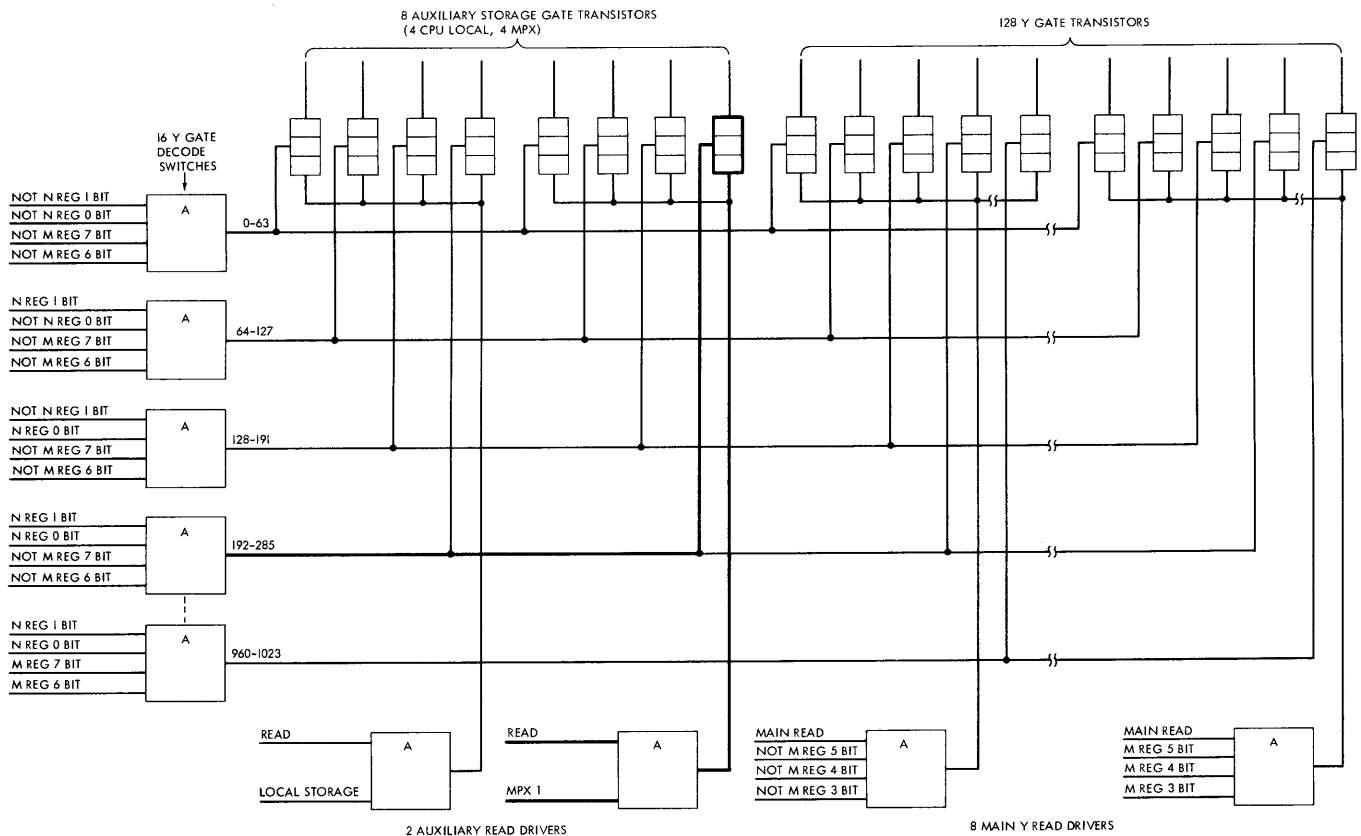 8 AUXILIARY STORAGE GATE TRANSISTORS
(4 CPU LOCAL, 4 MPX)
128 Y GATE TRANSISTORS
16 Y GATE
DECODE
SWITCHES
NOT N REG 1 BIT
NOT N REG 0 BIT
NOT M REG 7 BIT
NOT M REG 6 BIT
A
0-63
N REG 1 BIT
NOT N REG 0 BIT
NOT M REG 7 BIT
NOT M REG 6 BIT
A
64-127
NOT N REG 1 BIT
N REG 0 BIT
NOT M REG 7 BIT
NOT M REG 6 BIT
A
128-191
N REG 1 BIT
N REG 0 BIT
NOT M REG 7 BIT
NOT M REG 6 BIT
A
192-285
N REG 1 BIT
N REG 0 BIT
M REG 7 BIT
M REG 6 BIT
A
960-1023
READ
LOCAL STORAGE
A
READ
MPX 1
A
MAIN READ
NOT M REG 5 BIT
NOT M REG 4 BIT
NOT M REG 3 BIT
A
MAIN READ
M REG 5 BIT
M REG 4 BIT
M REG 3 BIT
A
2 AUXILIARY READ DRIVERS
8 MAIN Y READ DRIVERS